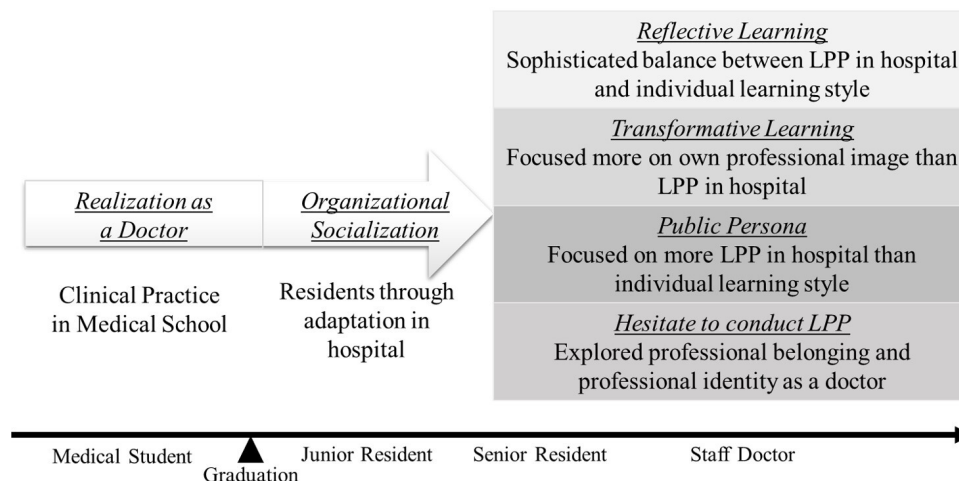 Realization as
a Doctor
Clinical Practice
in Medical School
Organizational
Socialization
Residents through
adaptation in
hospital
Reflective Learning
Sophisticated balance between LPP in hospital
and individual learning style
Transformative Learning
Focused more on own professional image than
LPP in hospital
Public Persona
Focused on more LPP in hospital than
individual learning style
Hesitate to conduct LPP
Explored professional belonging and
professional identity as a doctor
Medical Student
Graduation
Junior Resident
Senior Resident
Staff Doctor